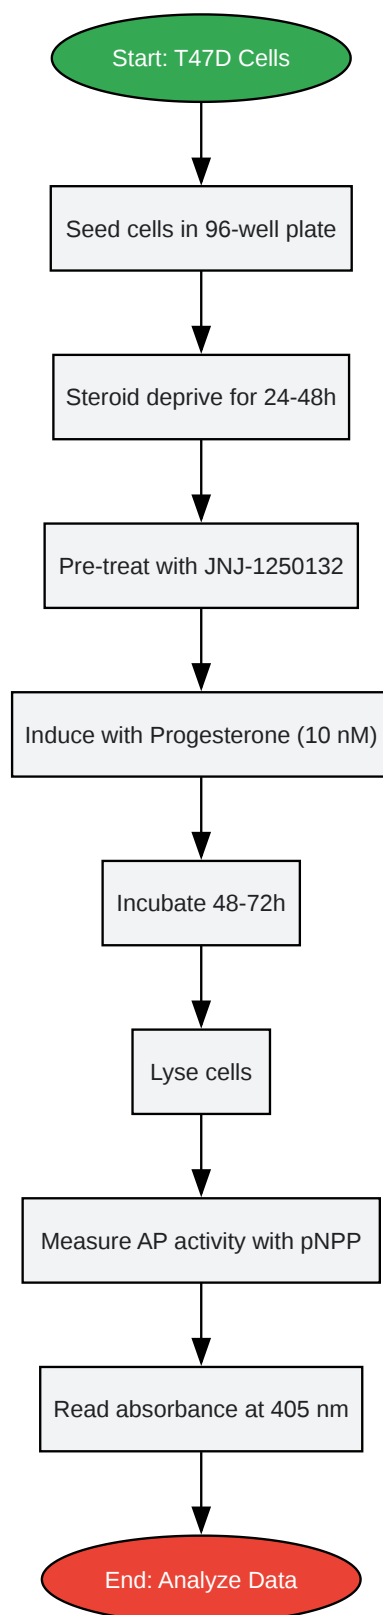 Start: T47D Cells
Seed cells in 96-well plate
Steroid deprive for 24-48h
Pre-treat with JNJ-1250132
Induce with Progesterone (10 nM)
Incubate 48-72h
Lyse cells
Measure AP activity with pNPP
Read absorbance at 405 nm
End: Analyze Data